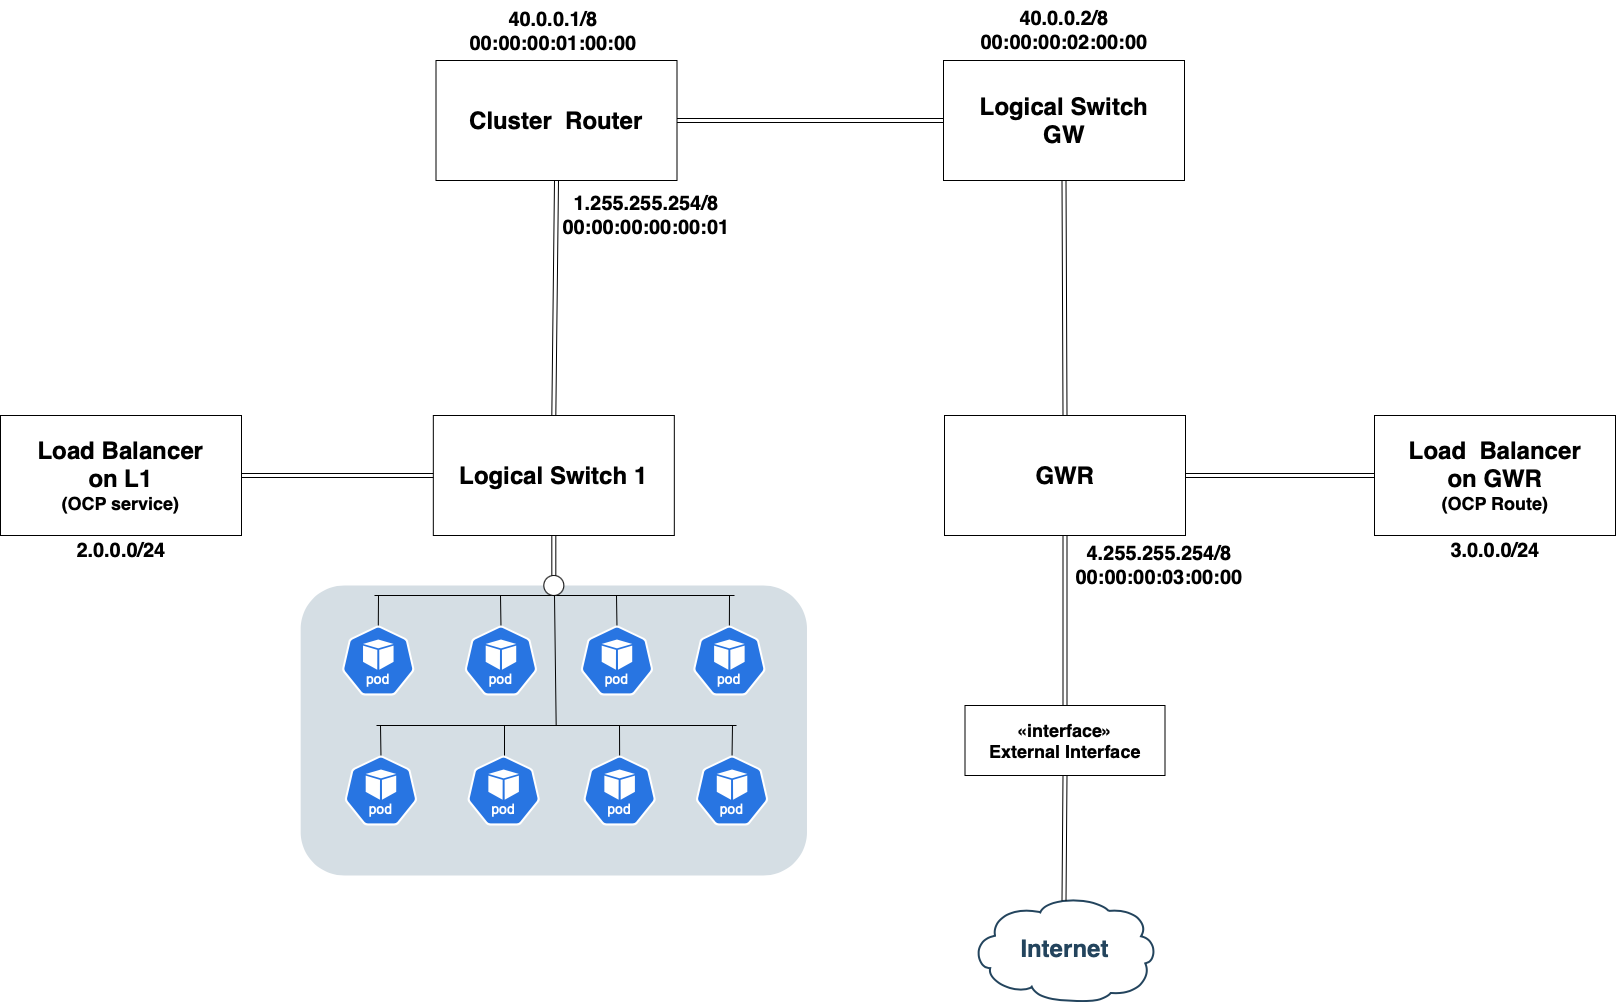 40.0.0.1/8
00:00:00:01:00:00
40.0.0.2/8
00:00:00:02:00:00
Cluster  Router
Logical Switch
GW
1.255.255.254/8
00:00:00:00:00:01
Load Balancer
on L1
(OCP service)
2.0.0.0/24
Logical Switch 1
GWR
Load  Balancer
on GWR
(OCP Route)
3.0.0.0/24
4.255.255.254/8
00:00:00:03:00:00
pod
pod
pod
pod
pod
pod
pod
pod
«interface»
External Interface
Internet